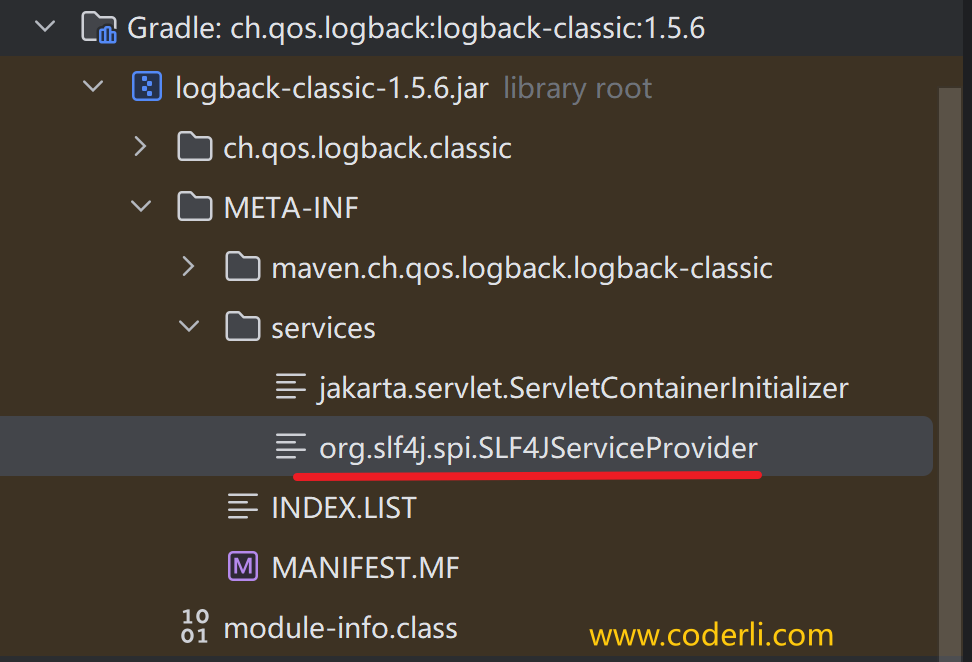 Gradle: ch.qos.logback:logback-classic:1.5.6
logback-classic-1.5.6.jar library root
ch.qos.logback.classic
META-INF
maven.ch.qos.logback.logback-classic
services
jakarta.servlet.ServletContainerInitializer
org.slf4j.spi.SLF4JServiceProvider
INDEX.LIST
M MANIFEST.MF
10
01 module-info.class
www.coderli.com